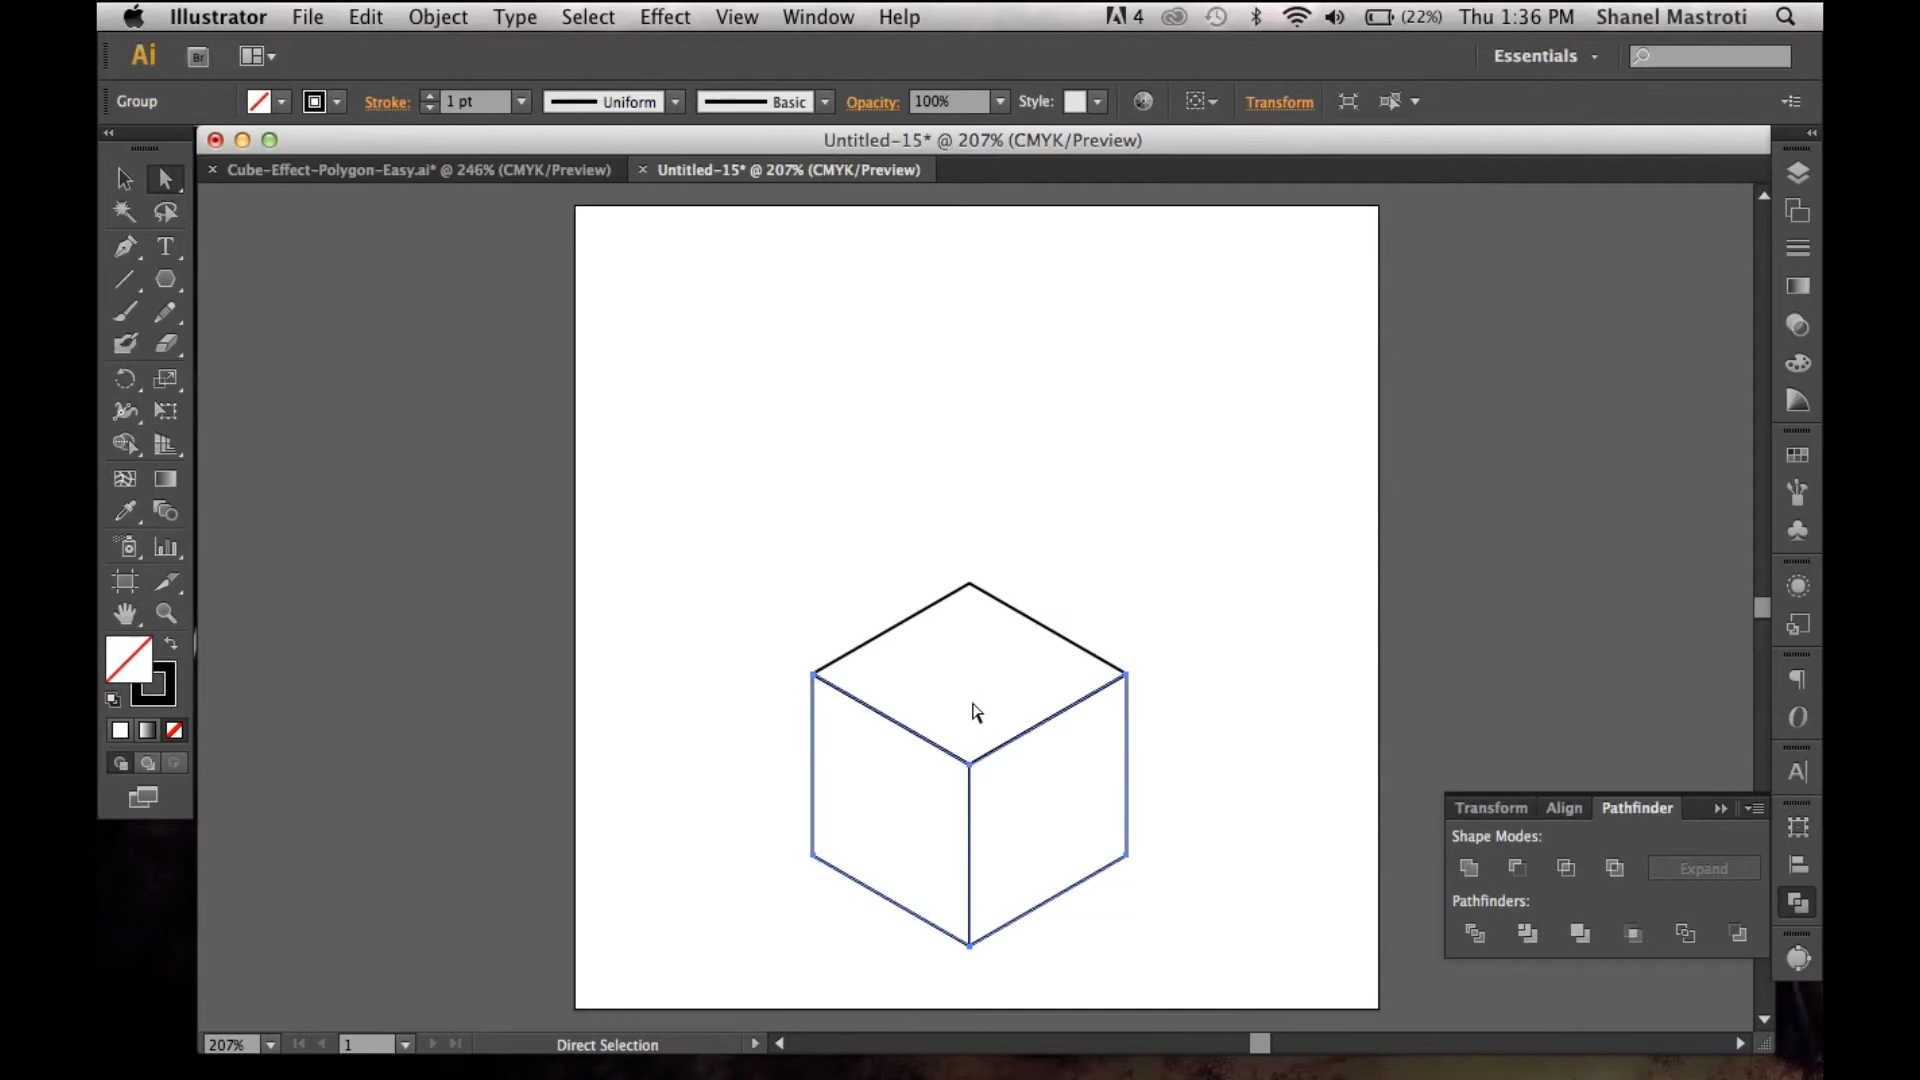 Illustrator File Edit Object Type Select Effect View Window Help 4 (22%) Thu 1:36 PM Shanel Mastroti
Ai Br Essentials
Group Stroke: 1 pt Uniform Basic Opacity: 100% Style: Transform
Untitled-15* @ 207% (CMYK/Preview)
× Cube-Effect-Polygon-Easy.ai* @ 246% (CMYK/Preview) × Untitled-15* @ 207% (CMYK/Preview)
Transform Align Pathfinder
Shape Modes:
Expand
Pathfinders:
207% 1 Direct Selection